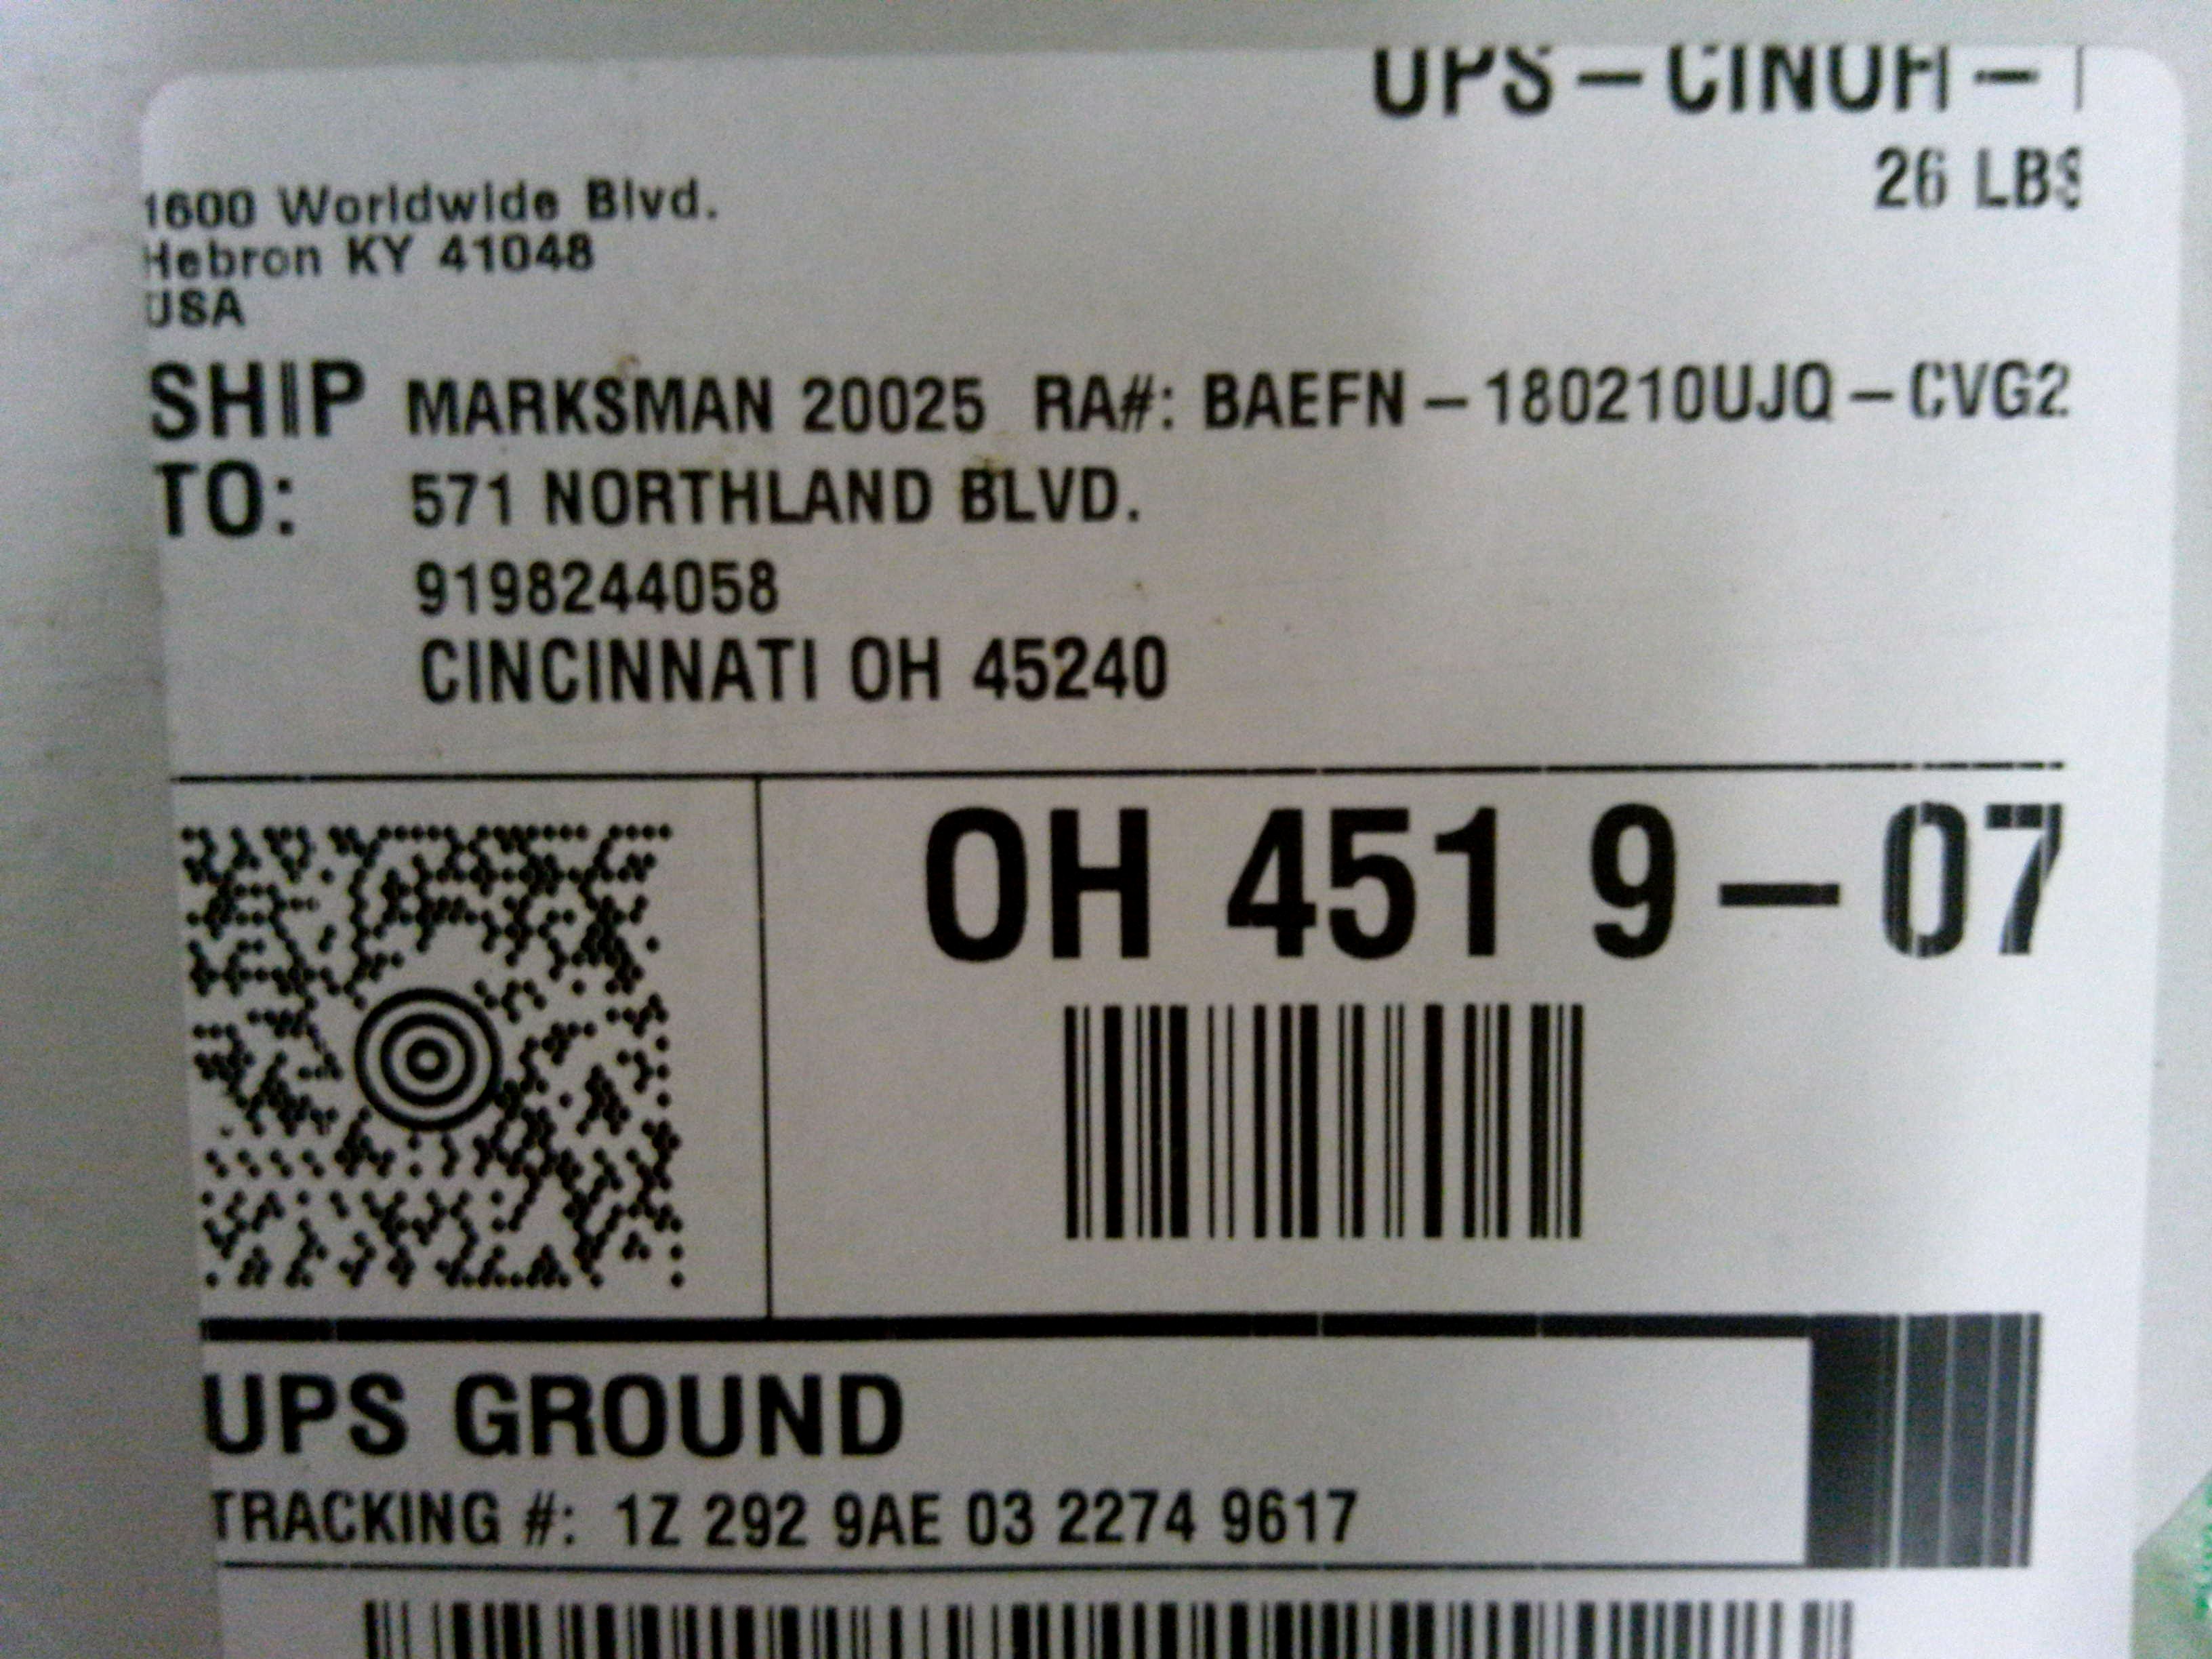 UPS-CINOH-
26 LBS
1600 Worldwide Blvd.
Hebron KY 41048
USA
SHIP TO:
MARKSMAN 20025 RA#: BAEFN-180210UJQ-CVG2
571 NORTHLAND BLVD.
9198244058
CINCINNATI OH 45240
OH 451 9-07
UPS GROUND
TRACKING #: 1Z 292 9AE 03 2274 9617